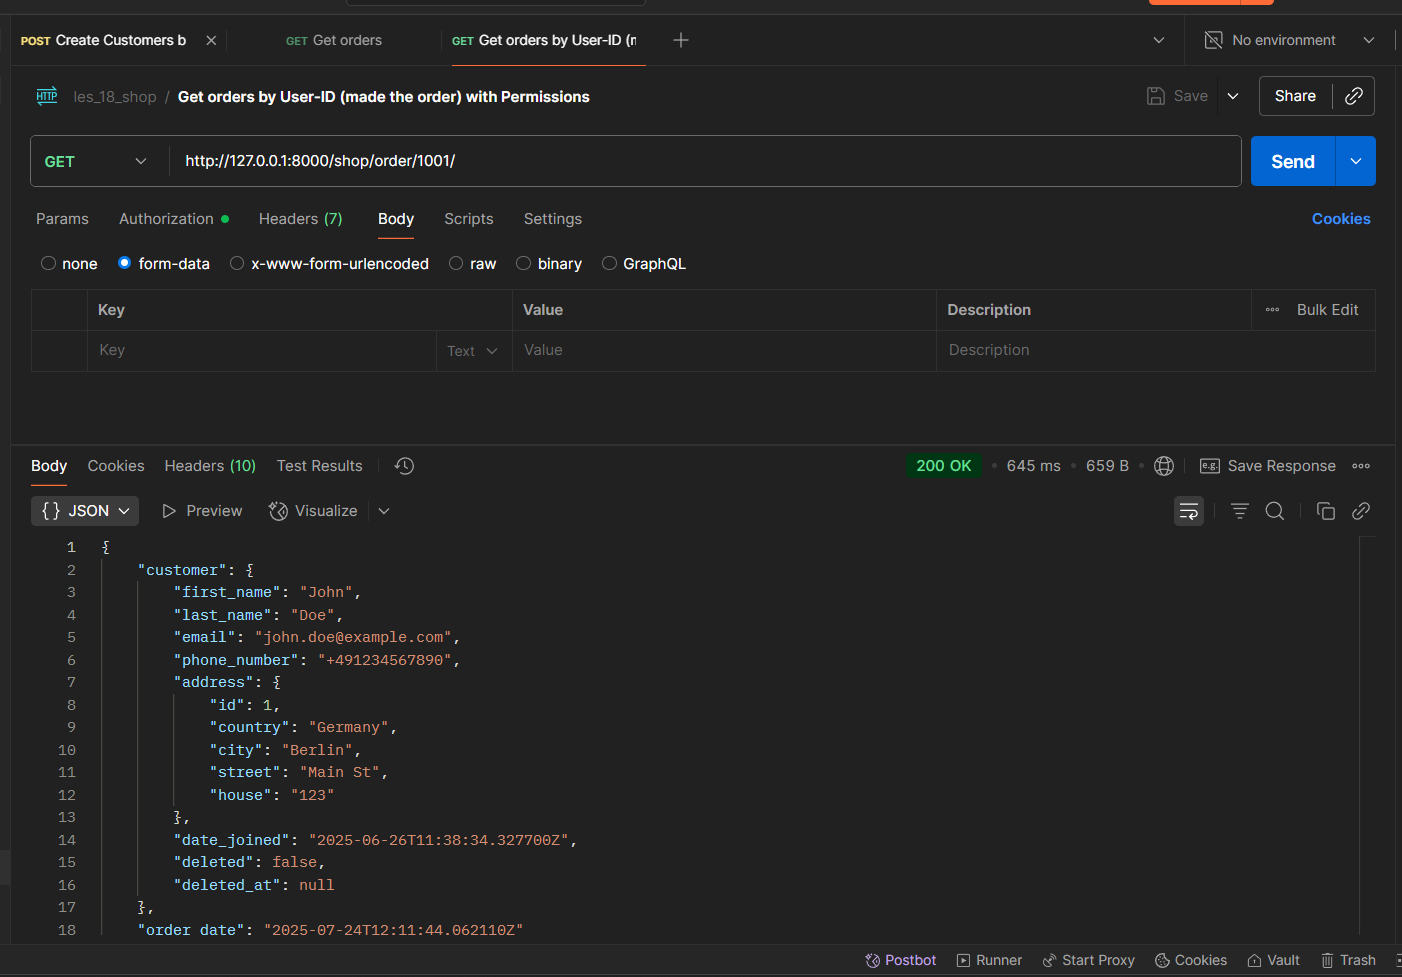 POST Create Customers b
GET Get orders
GET Get orders by User-ID (m
No environment
HTTP les_18_shop / Get orders by User-ID (made the order) with Permissions
Save
Share
GET http://127.0.0.1:8000/shop/order/1001/
Send
Params Authorization Headers (7) Body Scripts Settings Cookies
none form-data x-www-form-urlencoded raw binary GraphQL
Key Value Description Bulk Edit
Key Text Value Description
Body Cookies Headers (10) Test Results 200 OK 645 ms 659 B e.g. Save Response
{} JSON Preview Visualize
1 {
2 "customer": {
3 "first_name": "John",
4 "last_name": "Doe",
5 "email": "john.doe@example.com",
6 "phone_number": "+491234567890",
7 "address": {
8 "id": 1,
9 "country": "Germany",
10 "city": "Berlin",
11 "street": "Main St",
12 "house": "123"
13 },
14 "date_joined": "2025-06-26T11:38:34.327700Z",
15 "deleted": false,
16 "deleted_at": null
17 },
18 "order_date": "2025-07-24T12:11:44.062110Z"
Postbot Runner Start Proxy Cookies Vault Trash